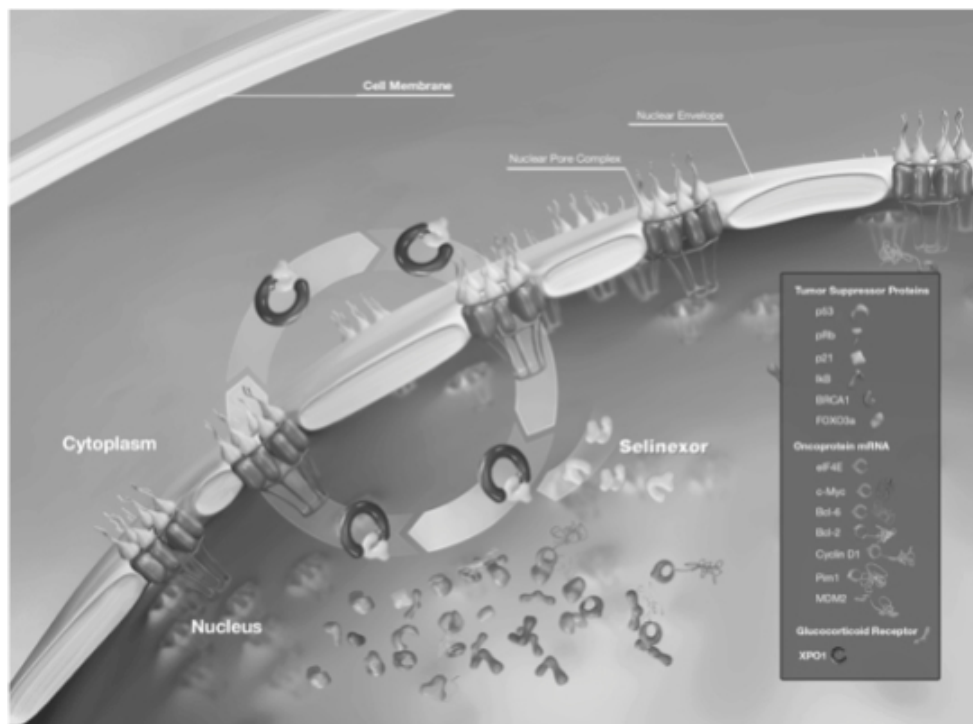 Cell Membrane
Nuclear Envelope
Nuclear Pore Complex
Cytoplasm
Selinexor
Nucleus
Tumor Suppressor Proteins
p53
pRb
p21
IkB
BRCA1
FOXO3a
Oncoprotein mRNA
eIF4E
c-Myc
Bcl-6
Bcl-2
Cyclin D1
Pim1
MDM2
Glucocorticoid Receptor
XPO1